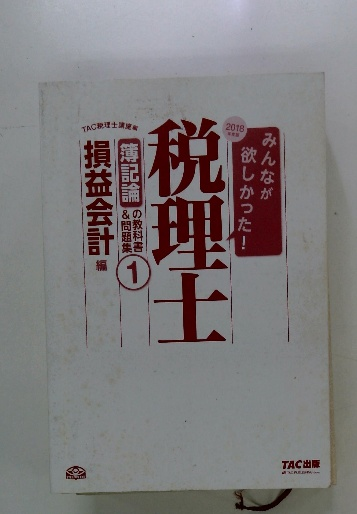 みんなが
欲しかった!
2018
年度版
税理士
簿記論
の教科書
&問題集
1
損益会計
編
TAC税理士講座編
TAC出版